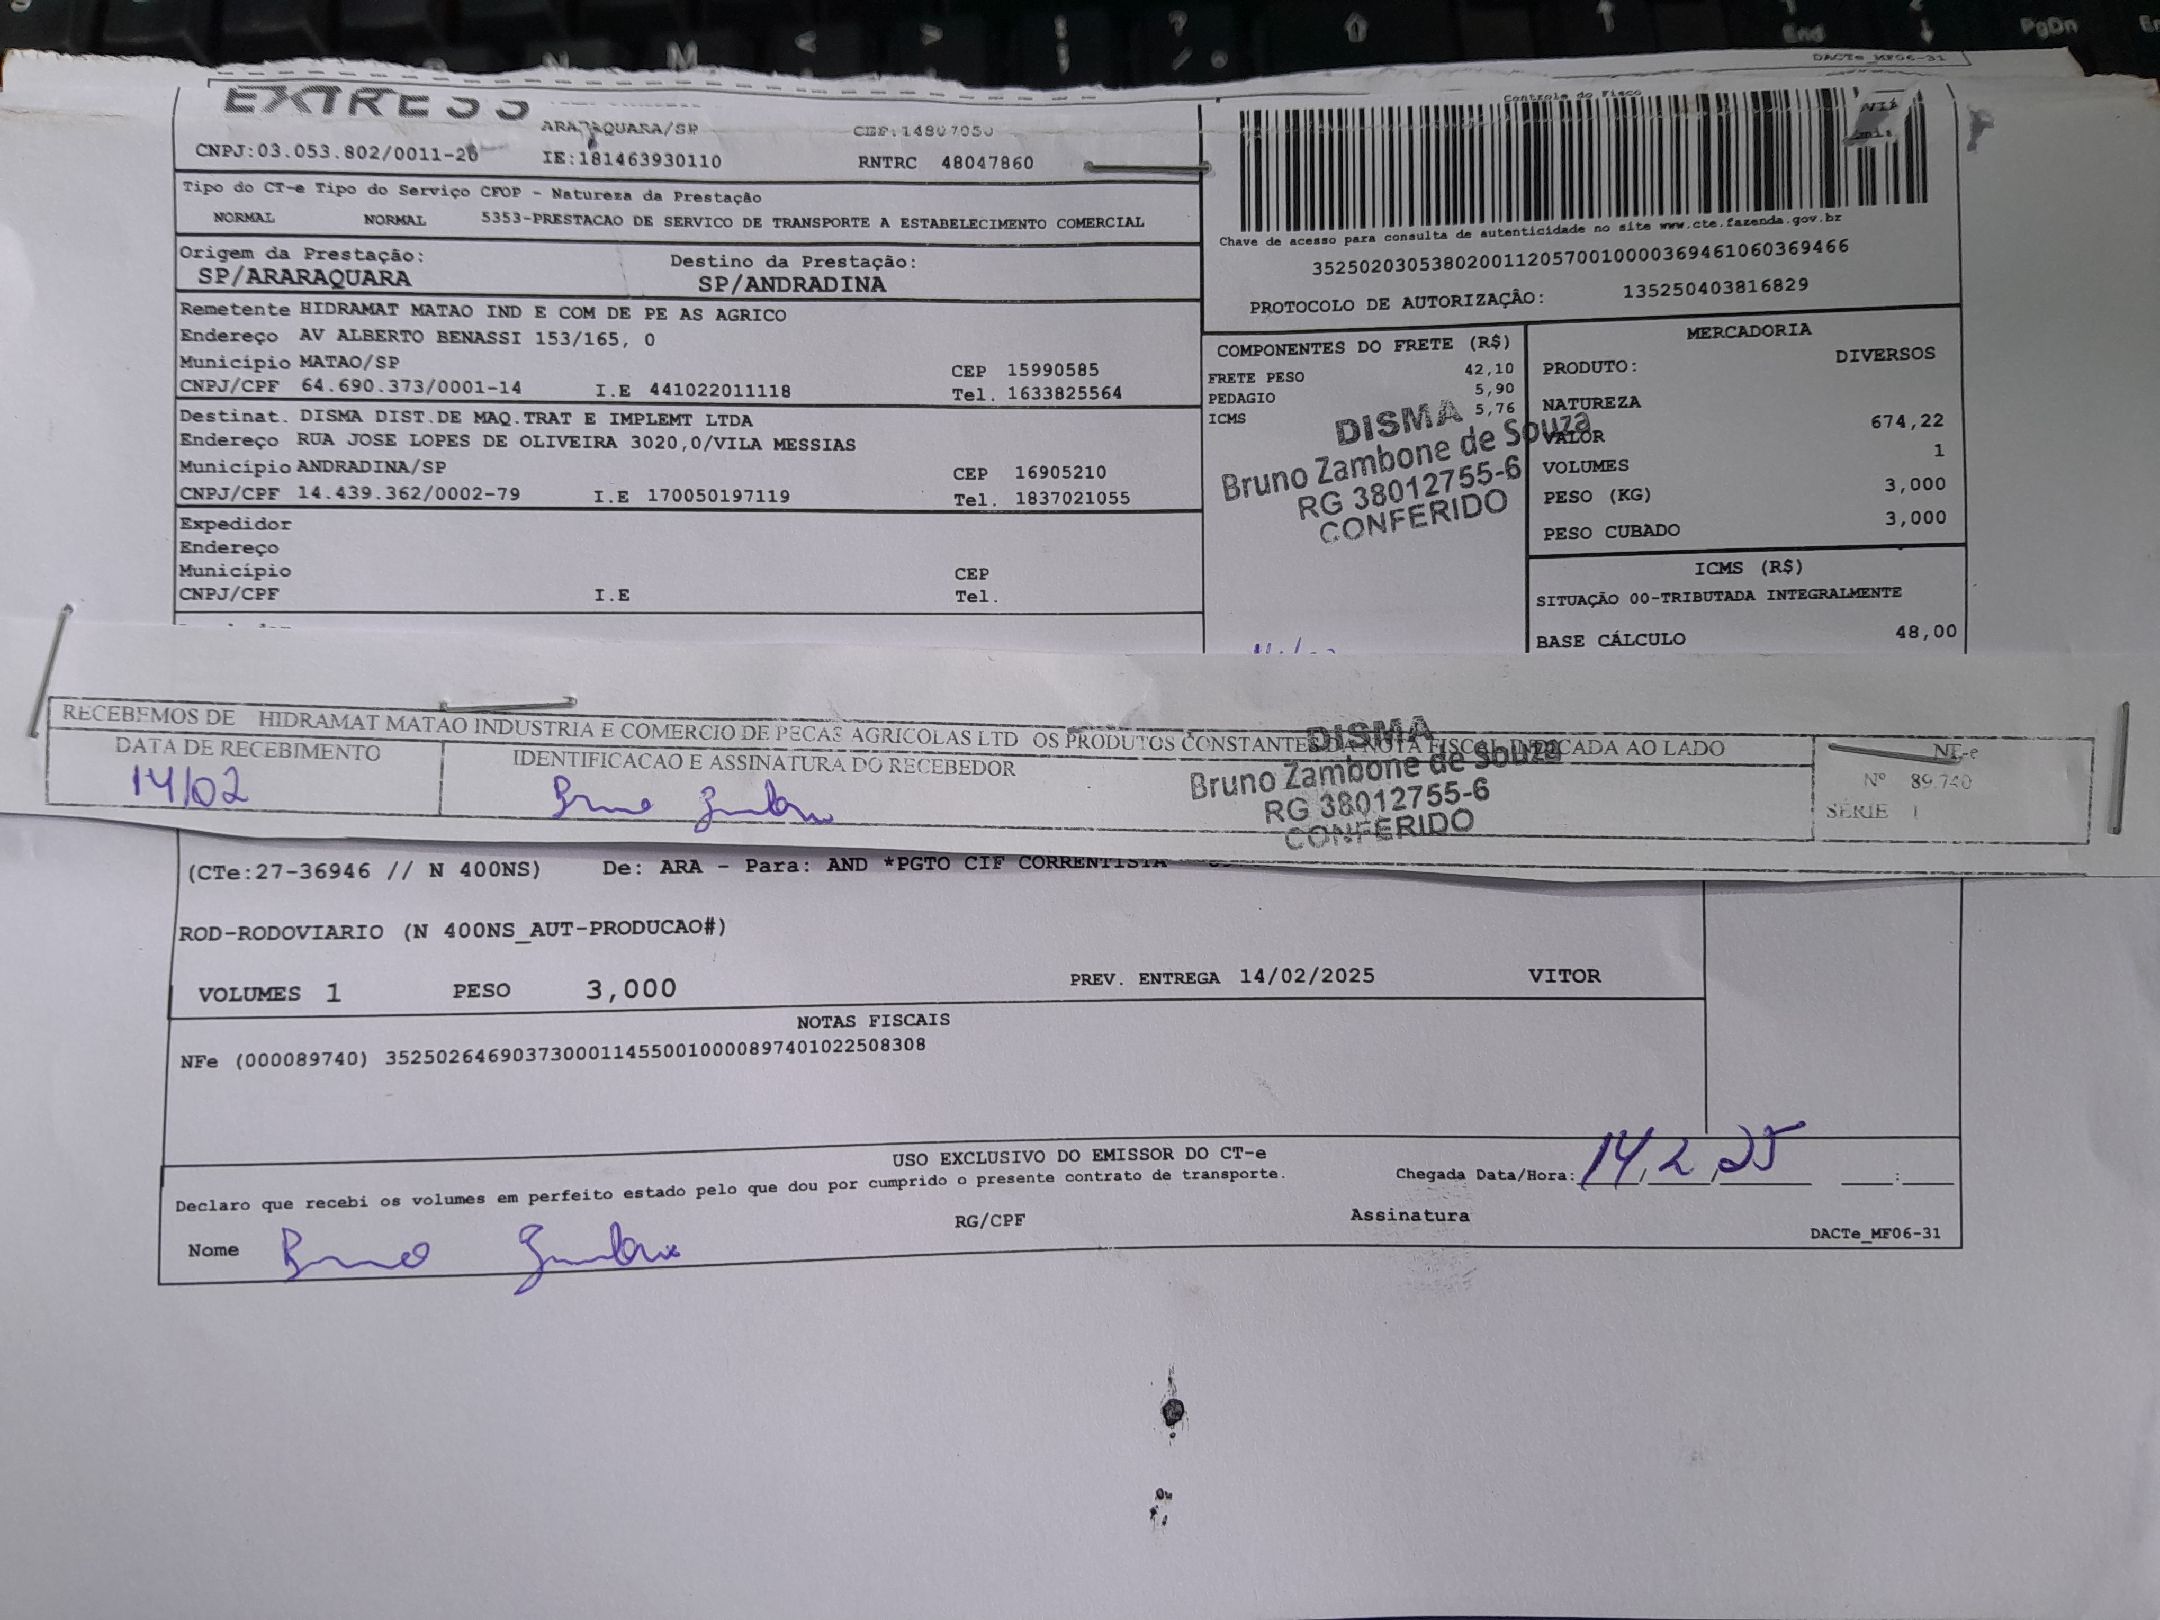 DACTe_MF06-31
EXPRESS
ARARAQUARA/SP CEP:14807050
CNPJ:03.053.802/0011-20 IE:181463930110 RNTRC 48047860
Tipo do CT-e Tipo do Serviço CFOP - Natureza da Prestação
NORMAL NORMAL 5353-PRESTACAO DE SERVICO DE TRANSPORTE A ESTABELECIMENTO COMERCIAL
Origem da Prestação: Destino da Prestação:
SP/ARARAQUARA SP/ANDRADINA
Remetente HIDRAMAT MATAO IND E COM DE PE AS AGRICO
Endereço AV ALBERTO BENASSI 153/165, 0
Município MATAO/SP CEP 15990585
CNPJ/CPF 64.690.373/0001-14 I.E 441022011118 Tel. 1633825564
Destinat. DISMA DIST.DE MAQ.TRAT E IMPLEMT LTDA
Endereço RUA JOSE LOPES DE OLIVEIRA 3020,0/VILA MESSIAS
Município ANDRADINA/SP CEP 16905210
CNPJ/CPF 14.439.362/0002-79 I.E 170050197119 Tel. 1837021055
Expedidor
Endereço
Município CEP
CNPJ/CPF I.E Tel.
Controle do Fisco
Chave de acesso para consulta de autenticidade no site www.cte.fazenda.gov.br
35250203053802001120570010000369461060369466
PROTOCOLO DE AUTORIZAÇÃO: 135250403816829
COMPONENTES DO FRETE (R$)
FRETE PESO 42,10
PEDAGIO 5,90
ICMS 5,76
DISMA
Bruno Zambone de Souza
RG 38012755-6
CONFERIDO
MERCADORIA
PRODUTO: DIVERSOS
NATUREZA
VALOR 674,22
VOLUMES 1
PESO (KG) 3,000
PESO CUBADO 3,000
ICMS (R$)
SITUAÇÃO 00-TRIBUTADA INTEGRALMENTE
BASE CÁLCULO 48,00
RECEBEMOS DE HIDRAMAT MATAO INDUSTRIA E COMERCIO DE PECAS AGRICOLAS LTD OS PRODUTOS CONSTANTES DA NOTA FISCAL INDICADA AO LADO
DATA DE RECEBIMENTO IDENTIFICACAO E ASSINATURA DO RECEBEDOR
14/02 Bruno Zambone
DISMA
Bruno Zambone de Souza
RG 38012755-6
CONFERIDO
NF-e
Nº 89.740
SÉRIE 1
(CTe:27-36946 // N 400NS) De: ARA - Para: AND *PGTO CIF CORRENTISTA
ROD-RODOVIARIO (N 400NS_AUT-PRODUCAO#)
VOLUMES 1 PESO 3,000 PREV. ENTREGA 14/02/2025 VITOR
NOTAS FISCAIS
NFe (000089740) 35250264690373000114550010000897401022508308
USO EXCLUSIVO DO EMISSOR DO CT-e
Declaro que recebi os volumes em perfeito estado pelo que dou por cumprido o presente contrato de transporte. Chegada Data/Hora: 14,2,25 :
Nome Bruno Zambone RG/CPF Assinatura
DACTe_MF06-31